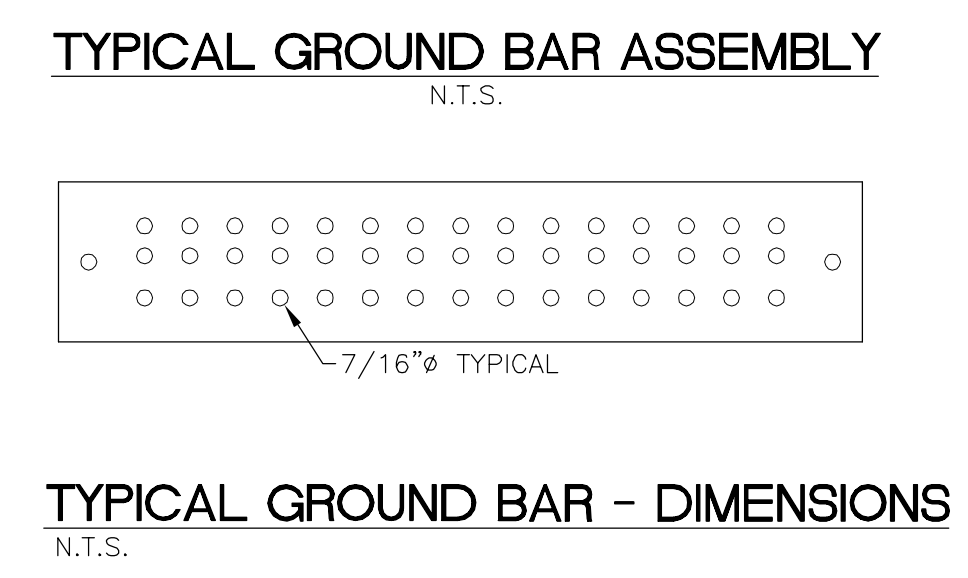 TYPICAL GROUND BAR ASSEMBLY
N.T.S.
7/16"ø TYPICAL
TYPICAL GROUND BAR - DIMENSIONS
N.T.S.